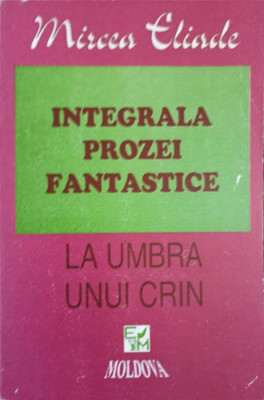 Mircea Eliade
INTEGRALA
PROZEI
FANTASTICE
LA UMBRA
UNUI CRIN
E M
MOLDOVA